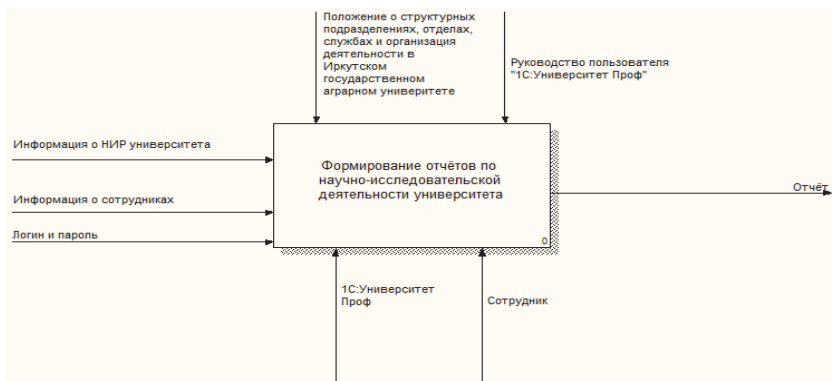 Положение о структурных
подразделениях, отделах,
службах и организация
деятельности в
Иркутском
государственном
аграрном универитете
Руководство пользователя
"1С:Университет Проф"
Информация о НИР университета
Информация о сотрудниках
Логин и пароль
Формирование отчётов по
научно-исследовательской
деятельности университета
0
Отчёт
1С:Университет
Проф
Сотрудник